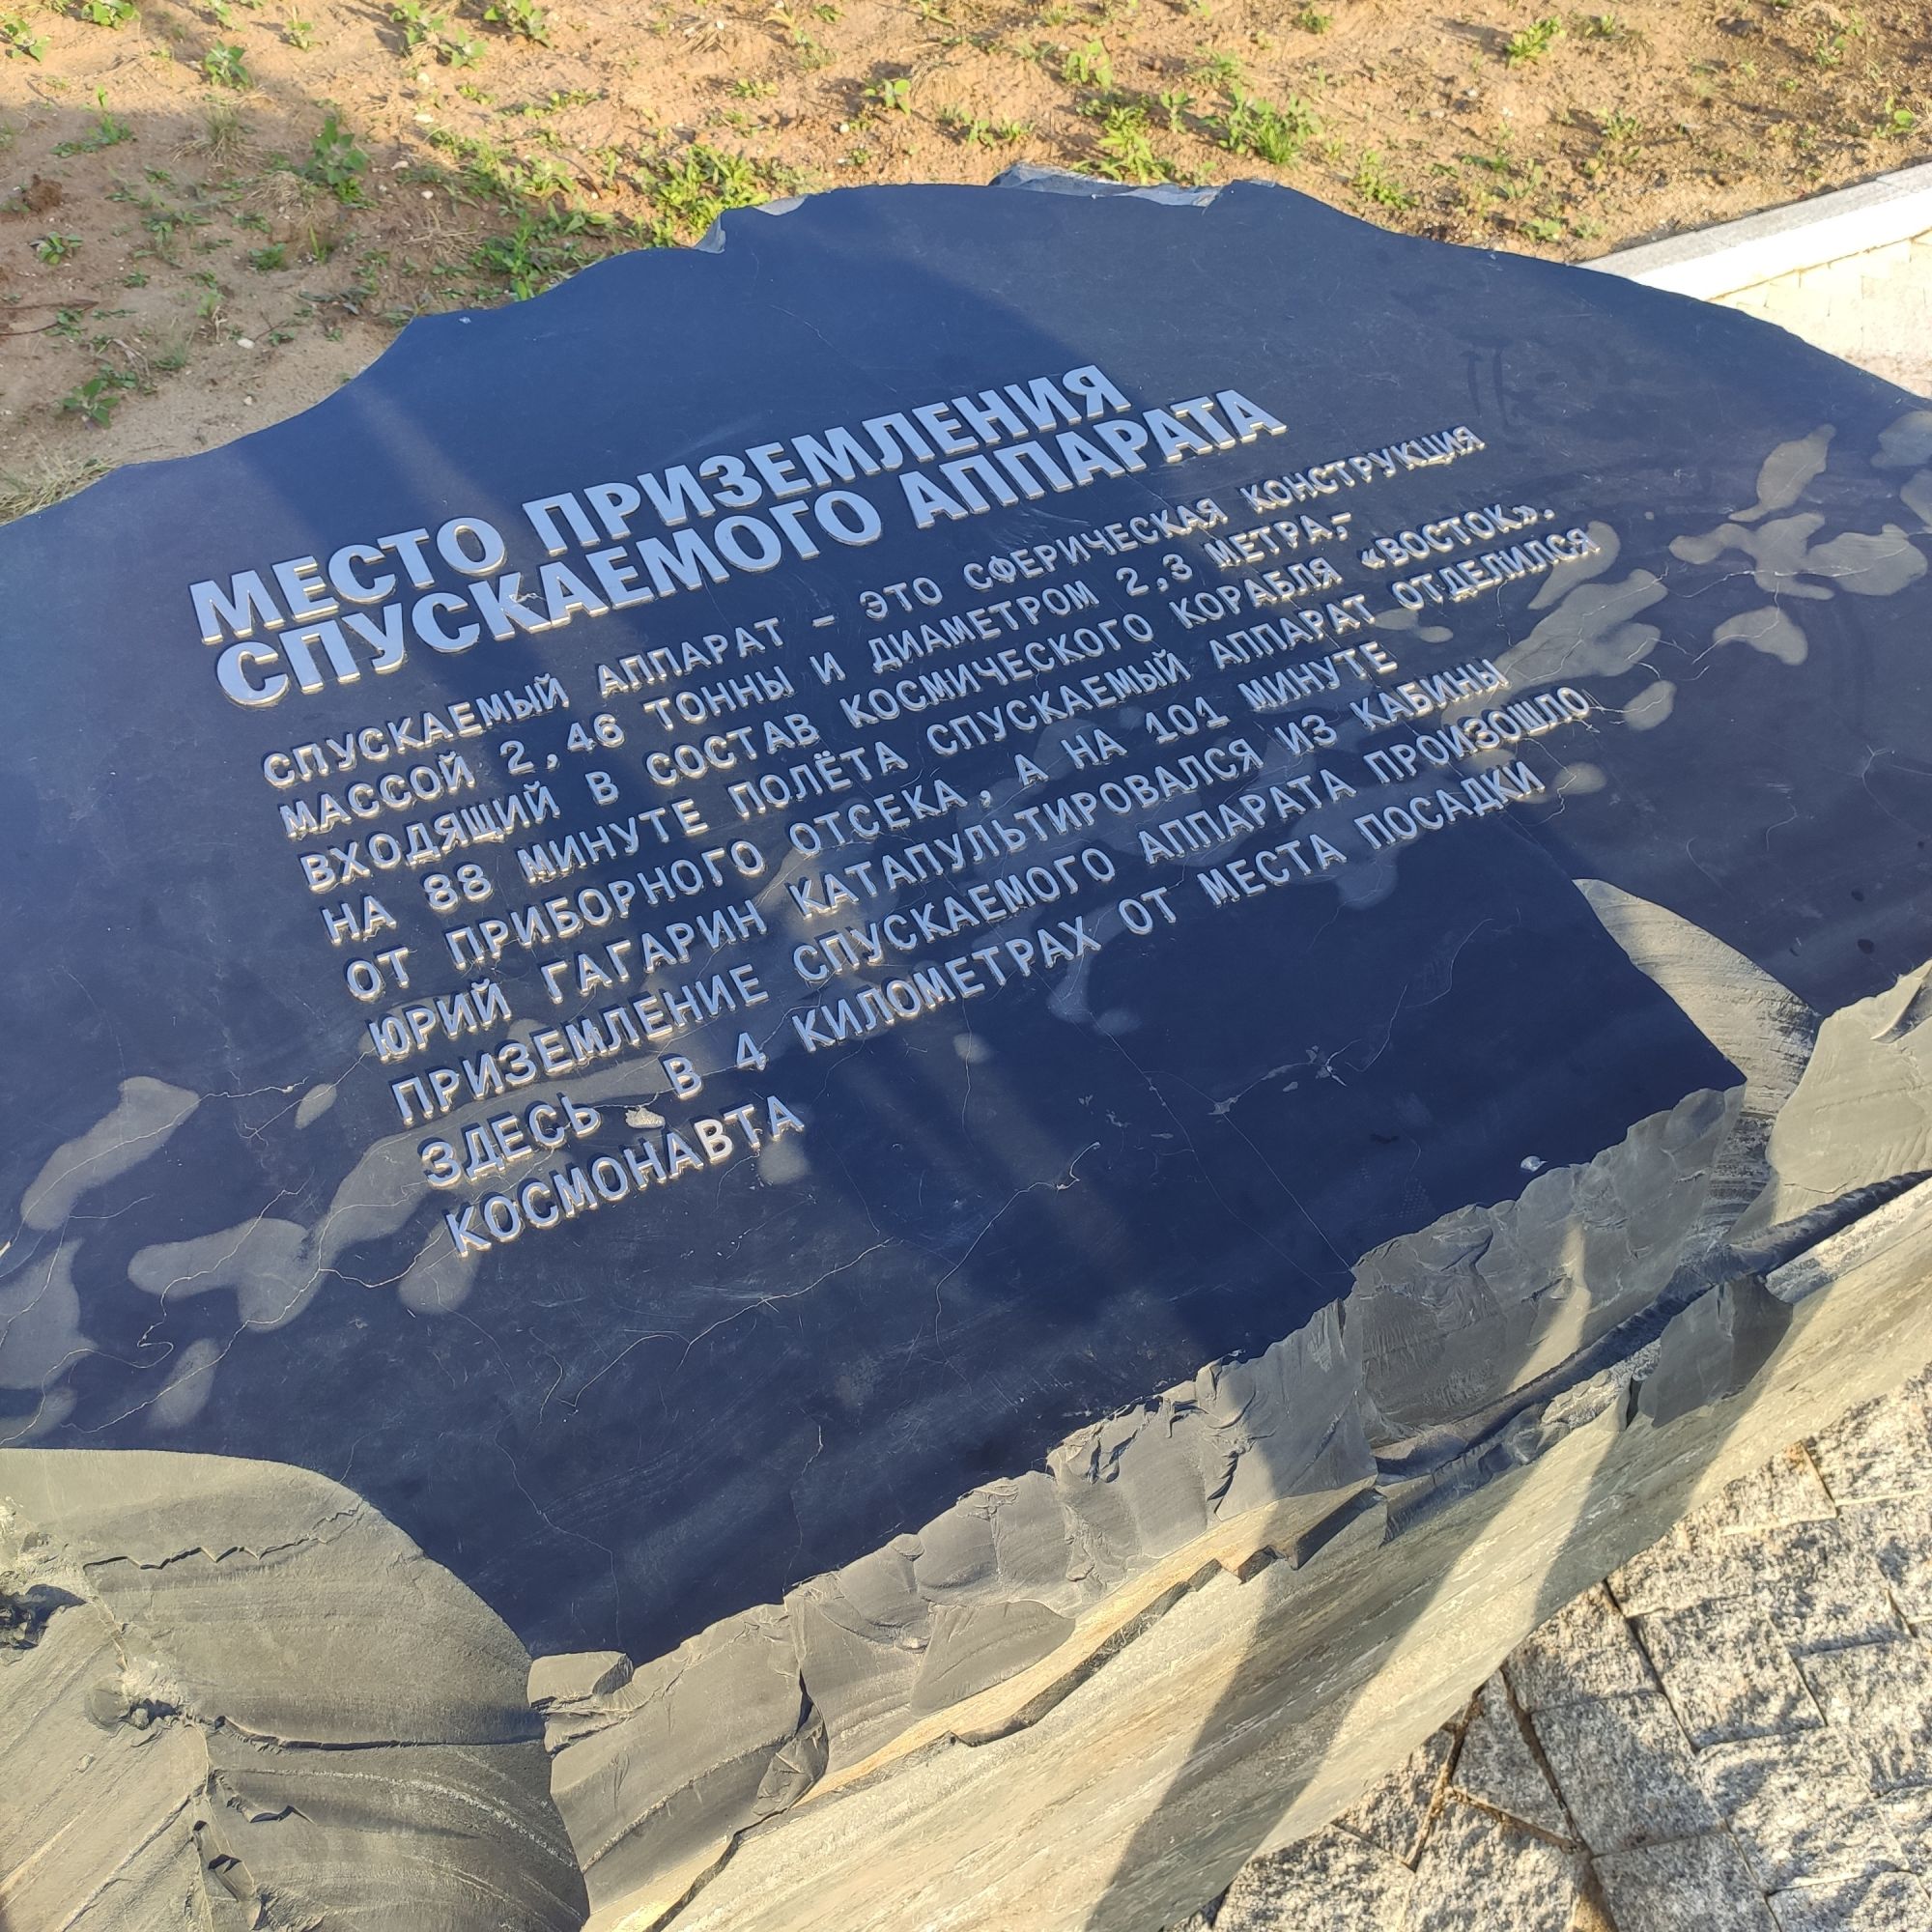 МЕСТО ПРИЗЕМЛЕНИЯ
СПУСКАЕМОГО АППАРАТА
СПУСКАЕМЫЙ АППАРАТ – ЭТО СФЕРИЧЕСКАЯ КОНСТРУКЦИЯ
МАССОЙ 2,46 ТОННЫ И ДИАМЕТРОМ 2,3 МЕТРА,–
ВХОДЯЩИЙ В СОСТАВ КОСМИЧЕСКОГО КОРАБЛЯ «ВОСТОК».
НА 88 МИНУТЕ ПОЛЁТА СПУСКАЕМЫЙ АППАРАТ ОТДЕЛИЛСЯ
ОТ ПРИБОРНОГО ОТСЕКА, А НА 101 МИНУТЕ
ЮРИЙ ГАГАРИН КАТАПУЛЬТИРОВАЛСЯ ИЗ КАБИНЫ
ПРИЗЕМЛЕНИЕ СПУСКАЕМОГО АППАРАТА ПРОИЗОШЛО
ЗДЕСЬ В 4 КИЛОМЕТРАХ ОТ МЕСТА ПОСАДКИ
КОСМОНАВТА